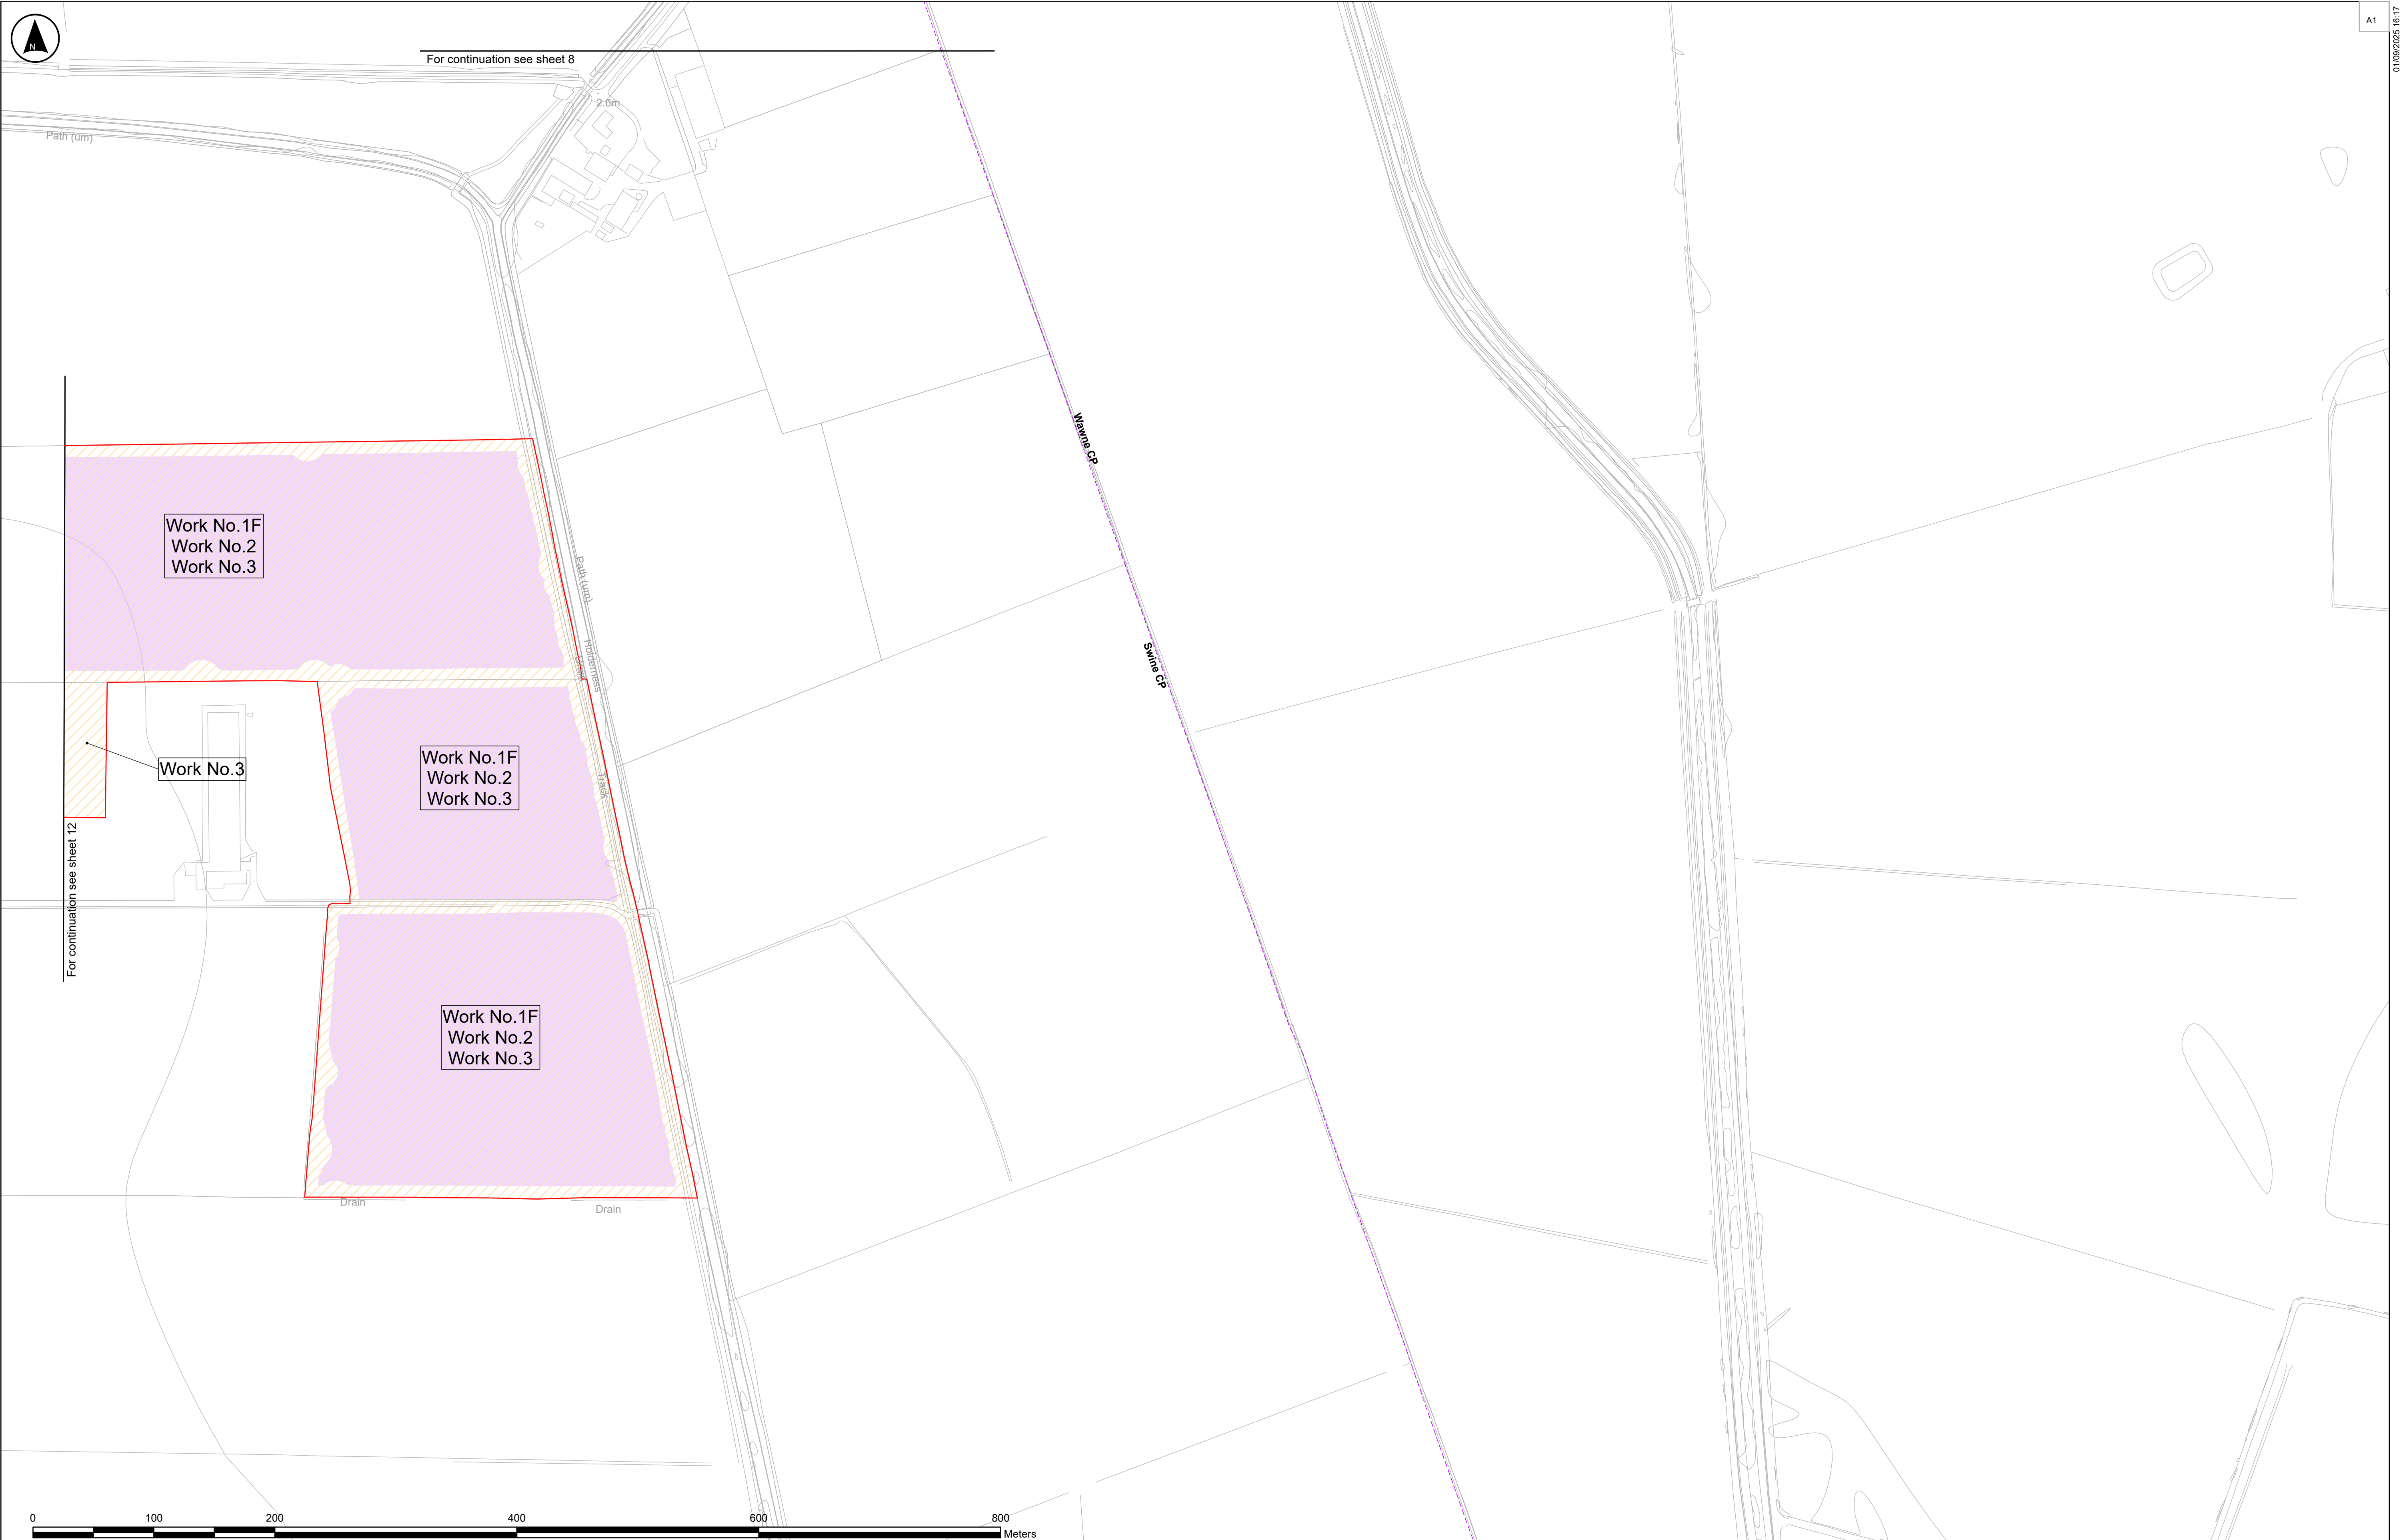 A1
01/09/2025 16:17
N
For continuation see sheet 8
2.6m
Path (um)
Wawne CP
Work No.1F
Work No.2
Work No.3
Path (um)
Holderness
Drain
Swine CP
Work No.3
Work No.1F
Work No.2
Work No.3
Track
For continuation see sheet 12
Work No.1F
Work No.2
Work No.3
Drain
Drain
0 100 200 400 600 800
Meters